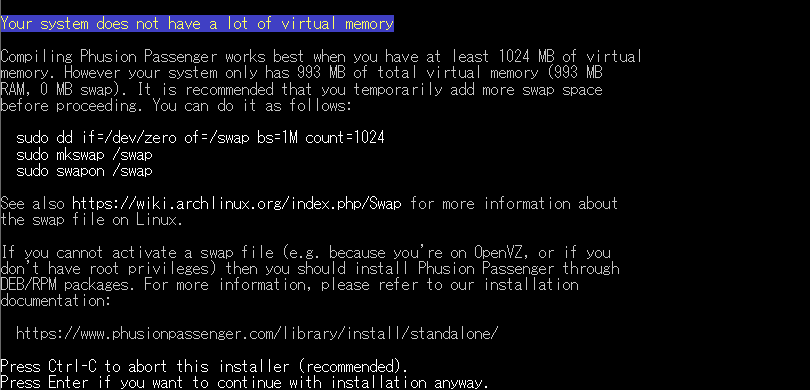 Your system does not have a lot of virtual memory
Compiling Phusion Passenger works best when you have at least 1024 MB of virtual
memory. However your system only has 993 MB of total virtual memory (993 MB
RAM, 0 MB swap). It is recommended that you temporarily add more swap space
before proceeding. You can do it as follows:
sudo dd if=/dev/zero of=/swap bs=1M count=1024
sudo mkswap /swap
sudo swapon /swap
See also https://wiki.archlinux.org/index.php/Swap for more information about
the swap file on Linux.
If you cannot activate a swap file (e.g. because you're on OpenVZ, or if you
don't have root privileges) then you should install Phusion Passenger through
DEB/RPM packages. For more information, please refer to our installation
documentation:
https://www.phusionpassenger.com/library/install/standalone/
Press Ctrl-C to abort this installer (recommended).
Press Enter if you want to continue with installation anyway.